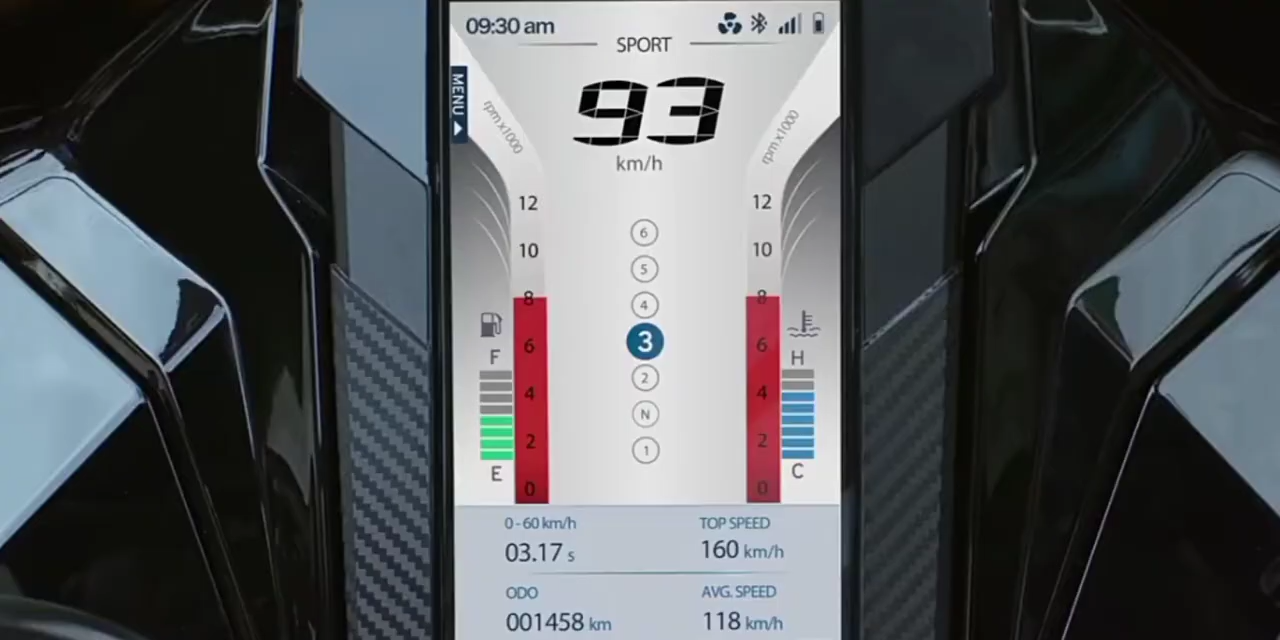 09:30 am
SPORT
MENU
rpm x1000
rpm x1000
93
km/h
12
12
10
10
8
8
6
6
4
4
2
2
0
0
6
5
4
3
2
N
1
F
E
H
C
0 - 60 km/h
TOP SPEED
03.17 s
160 km/h
ODO
AVG. SPEED
001458 km
118 km/h